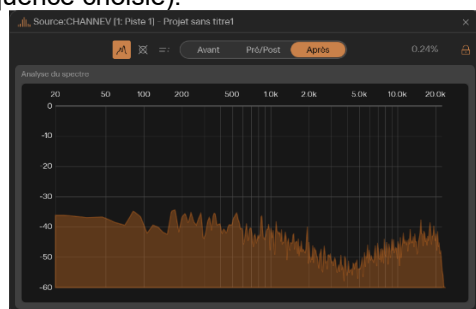 quence choisie).
Source:CHANNEV [1: Piste 1] - Projet sans titre1
Avant Pré/Post Après 0.24%
Analyse du spectre
20 50 100 200 500 1.0k 2.0k 5.0k 10.0k 20.0k
0
-10
-20
-30
-40
-50
-60